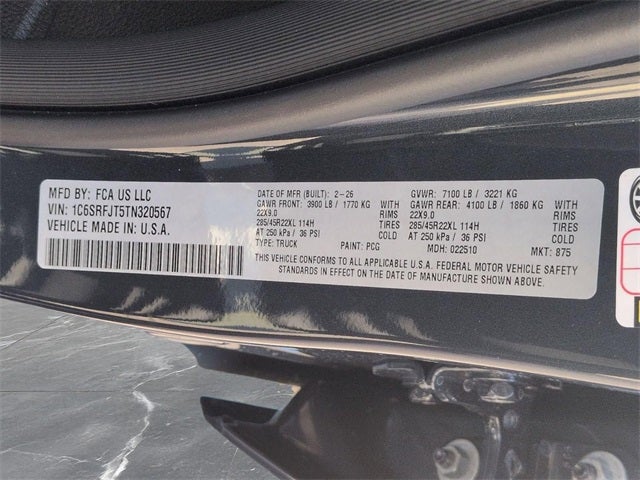 MFD BY: FCA US LLC
VIN: 1C6SRFJT5TN320567
VEHICLE MADE IN: U.S.A.
DATE OF MFR (BUILT): 2-26 GVWR: 7100 LB / 3221 KG
GAWR FRONT: 3900 LB / 1770 KG WITH GAWR REAR: 4100 LB / 1860 KG WITH
22X9.0 RIMS 22X9.0 RIMS
285/45R22XL 114H TIRES 285/45R22XL 114H TIRES
AT 250 kPa / 36 PSI COLD AT 250 kPa / 36 PSI COLD
TYPE: TRUCK PAINT: PCG MDH: 022510 MKT: 875
THIS VEHICLE CONFORMS TO ALL APPLICABLE U.S.A. FEDERAL MOTOR VEHICLE SAFETY
STANDARDS IN EFFECT ON THE DATE OF MANUFACTURE SHOWN ABOVE.